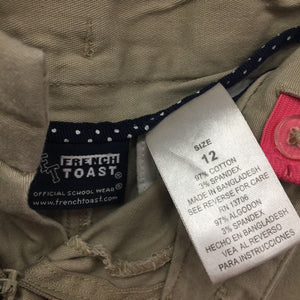 FRENCH
TOAST
OFFICIAL SCHOOL WEAR
www.frenchtoast.com
SIZE
12
97% COTTON
3% SPANDEX
MADE IN BANGLADESH
SEE REVERSE FOR CARE
RN 13706
97% ALGODON
3% SPANDEX
HECHO EN BANGLADESH
VEA AL REVERSO
PARA INSTRUCCIONES